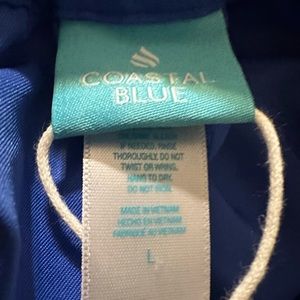 COASTAL
BLUE
IF NEEDED, RINSE
THOROUGHLY. DO NOT
TWIST OR WRING.
HANG TO DRY.
DO NOT IRON.
MADE IN VIETNAM
HECHO EN VIETNAM
FABRIQUÉ AU VIETNAM
L